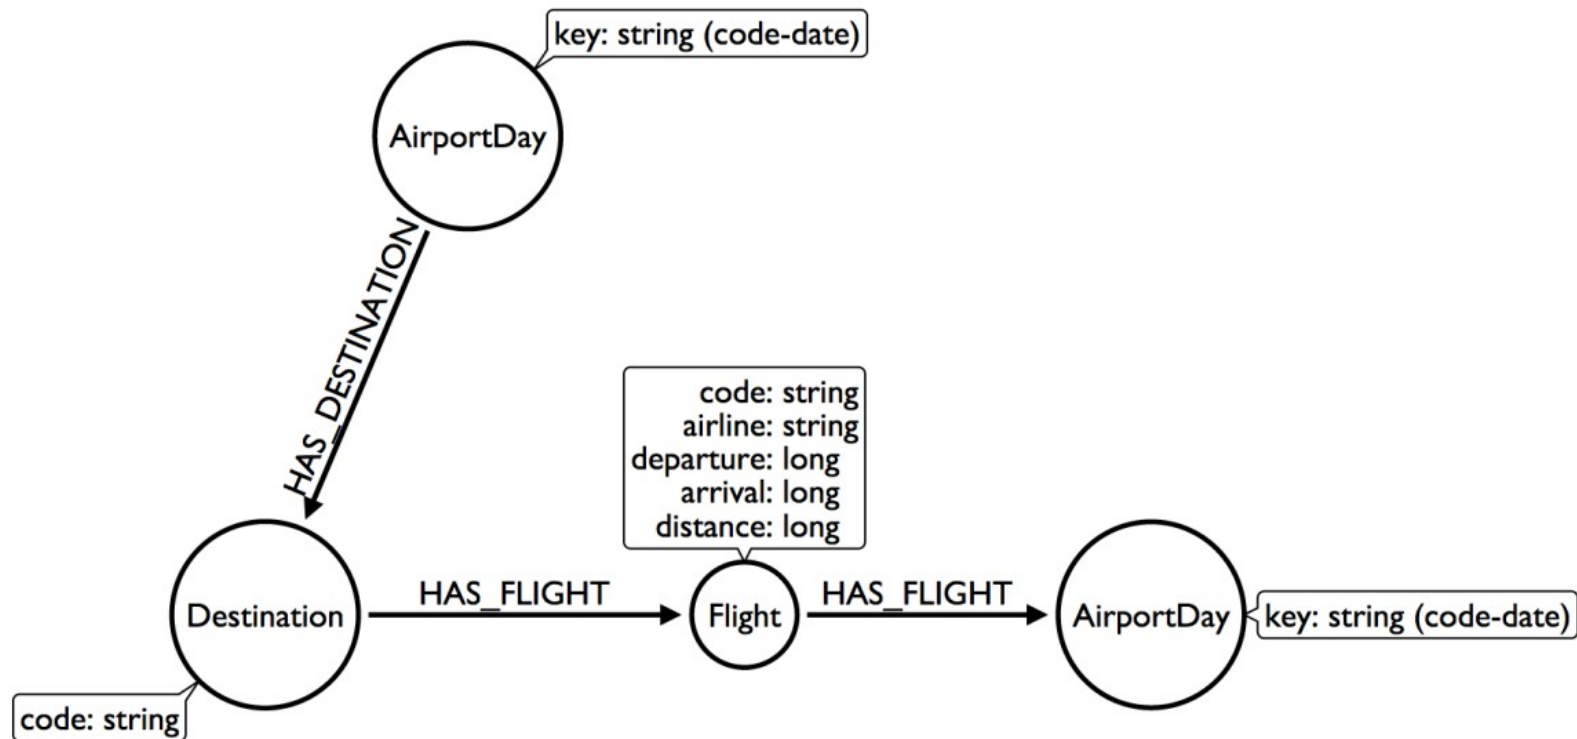 key: string (code-date)
AirportDay
HAS_DESTINATION
code: string
airline: string
departure: long
arrival: long
distance: long
Destination
HAS_FLIGHT
Flight
HAS_FLIGHT
AirportDay
key: string (code-date)
code: string